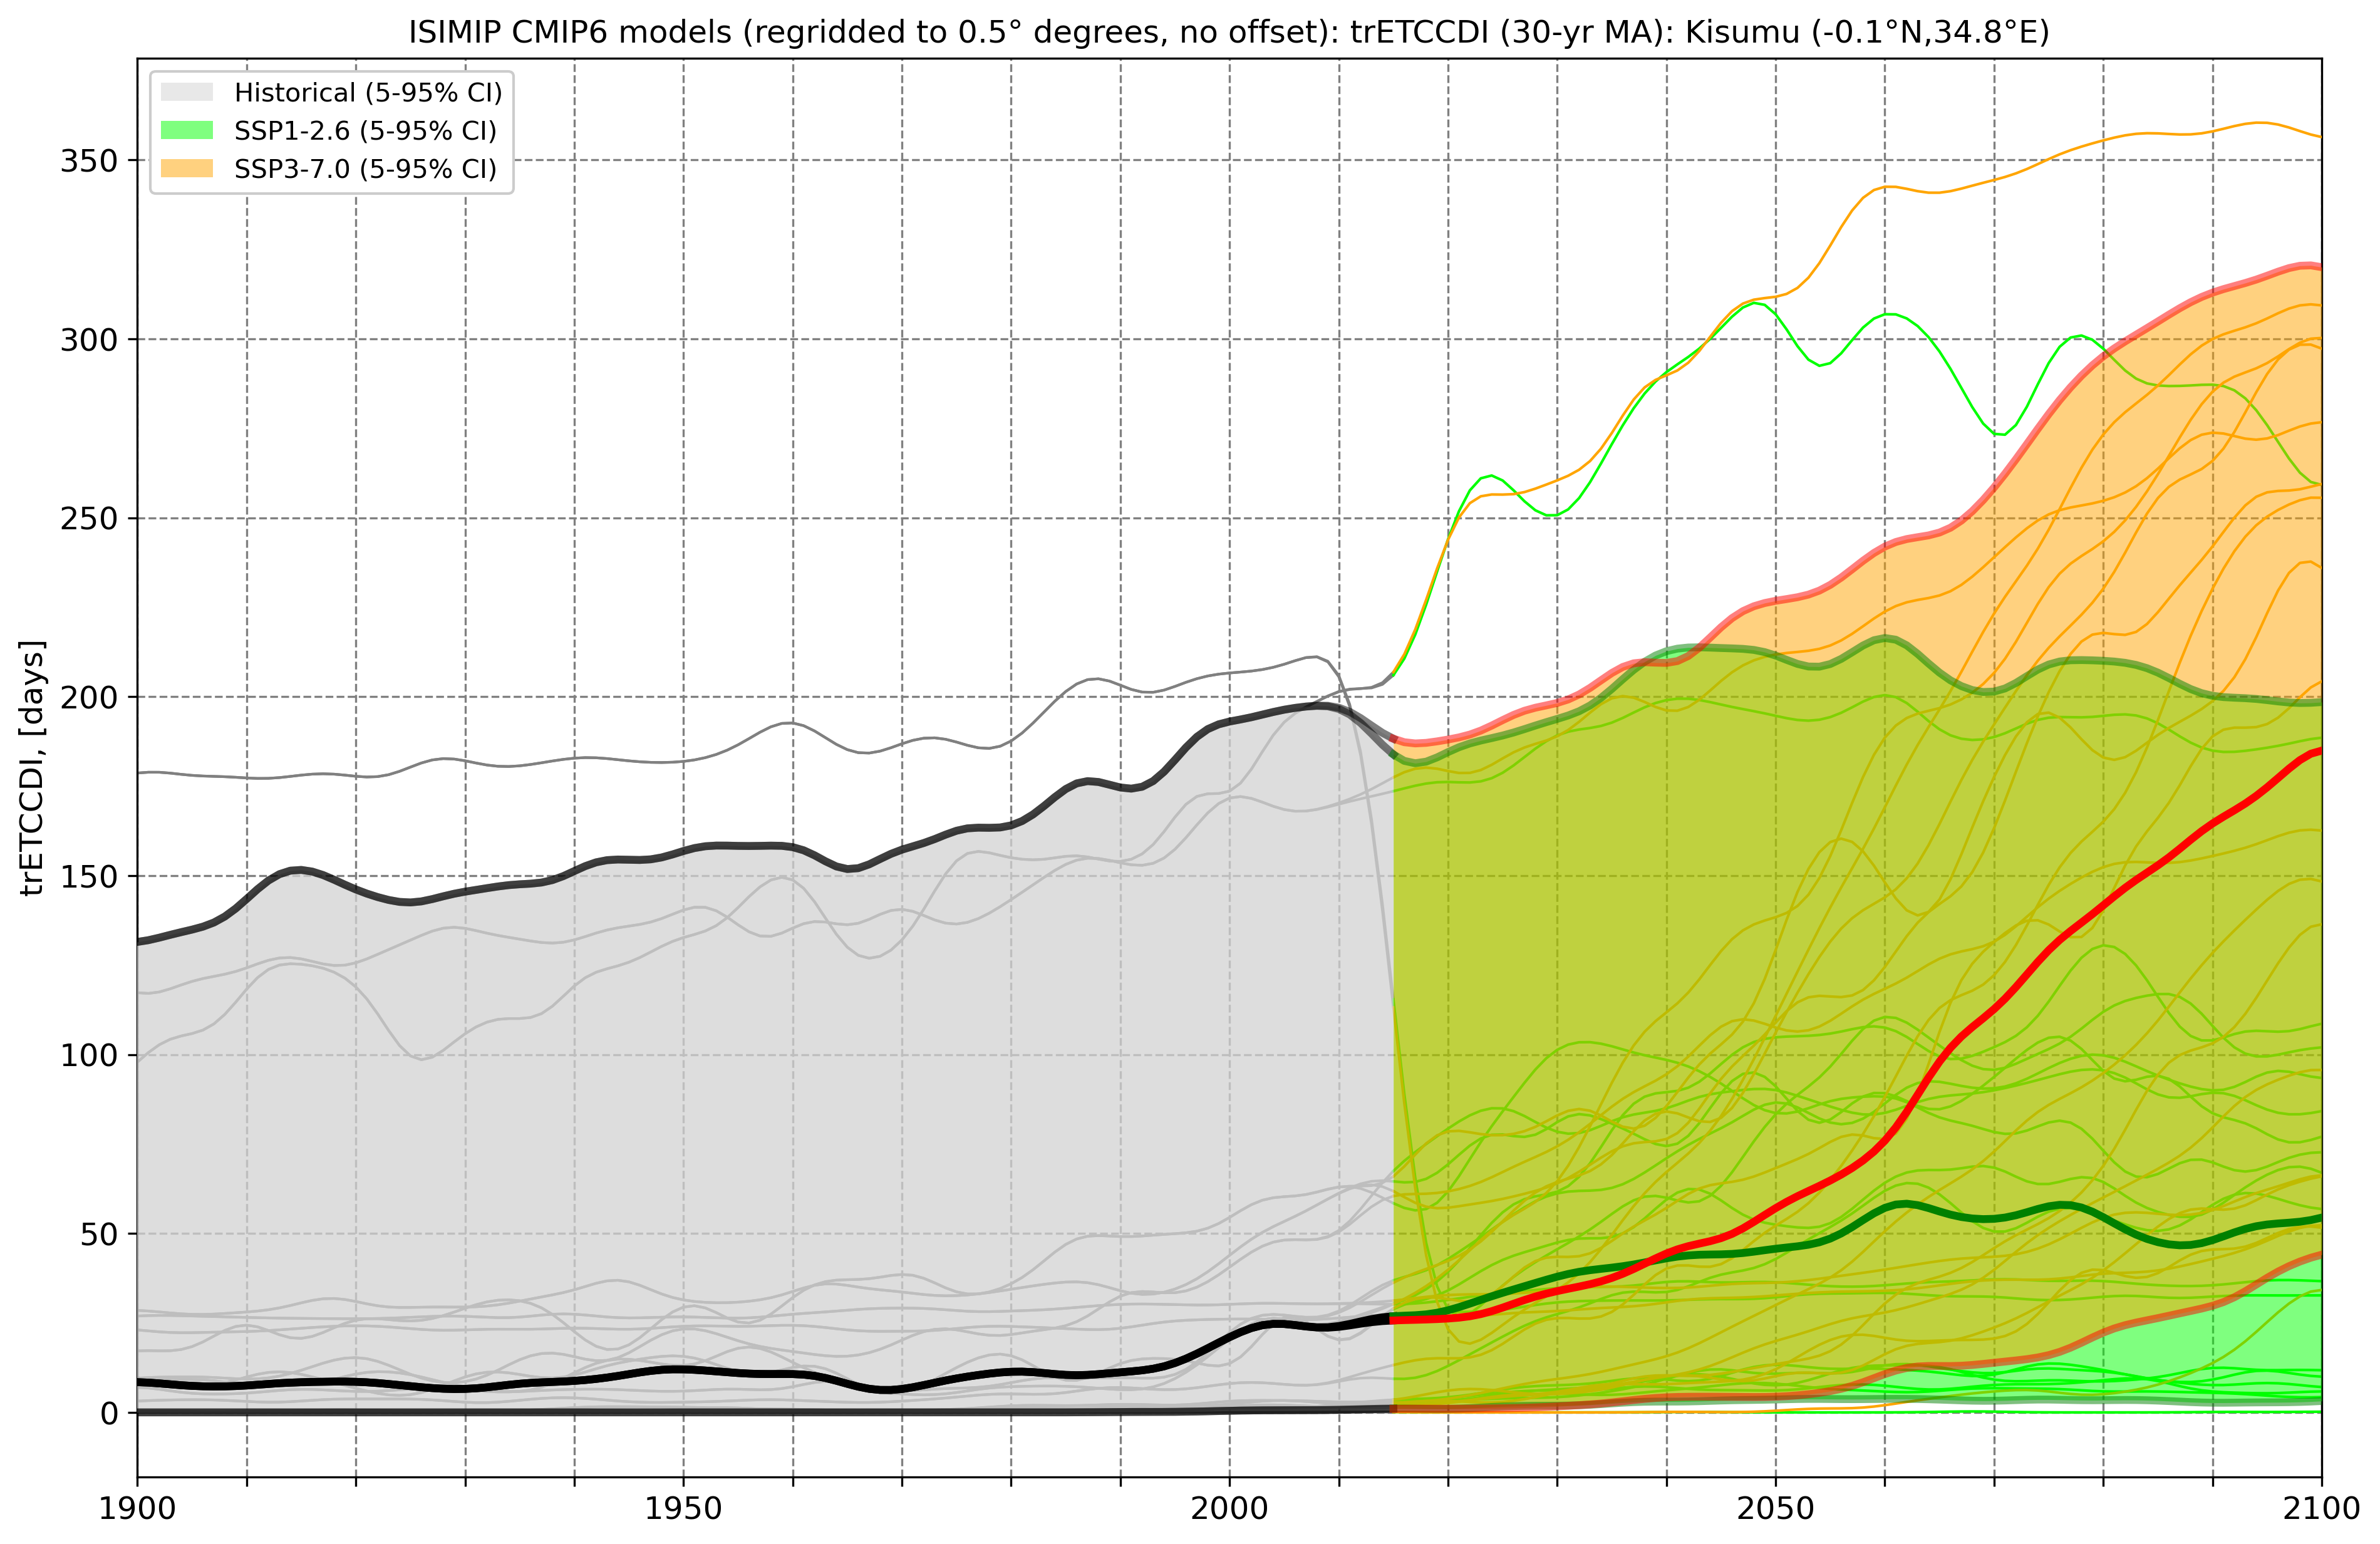 ISIMIP CMIP6 models (regridded to 0.5° degrees, no offset): trETCCDI (30-yr MA): Kisumu (-0.1°N,34.8°E)
Historical (5-95% CI)
SSP1-2.6 (5-95% CI)
SSP3-7.0 (5-95% CI)
trETCCDI, [days]
350
300
250
200
150
100
50
0
1900
1950
2000
2050
2100